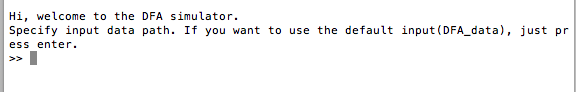 Hi, welcome to the DFA simulator.
Specify input data path. If you want to use the default input(DFA_data), just pr
ess enter.
>>